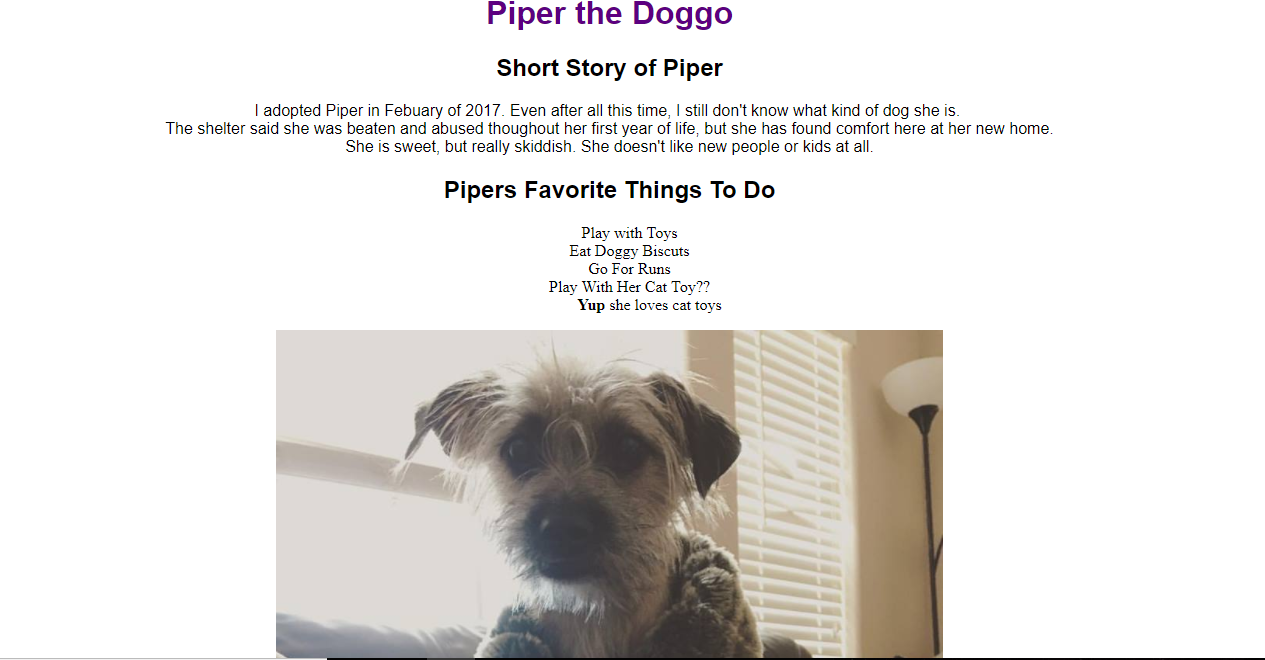 Piper the Doggo
Short Story of Piper
I adopted Piper in Febuary of 2017. Even after all this time, I still don't know what kind of dog she is.
The shelter said she was beaten and abused thoughout her first year of life, but she has found comfort here at her new home.
She is sweet, but really skiddish. She doesn't like new people or kids at all.
Pipers Favorite Things To Do
Play with Toys
Eat Doggy Biscuts
Go For Runs
Play With Her Cat Toy??
Yup she loves cat toys